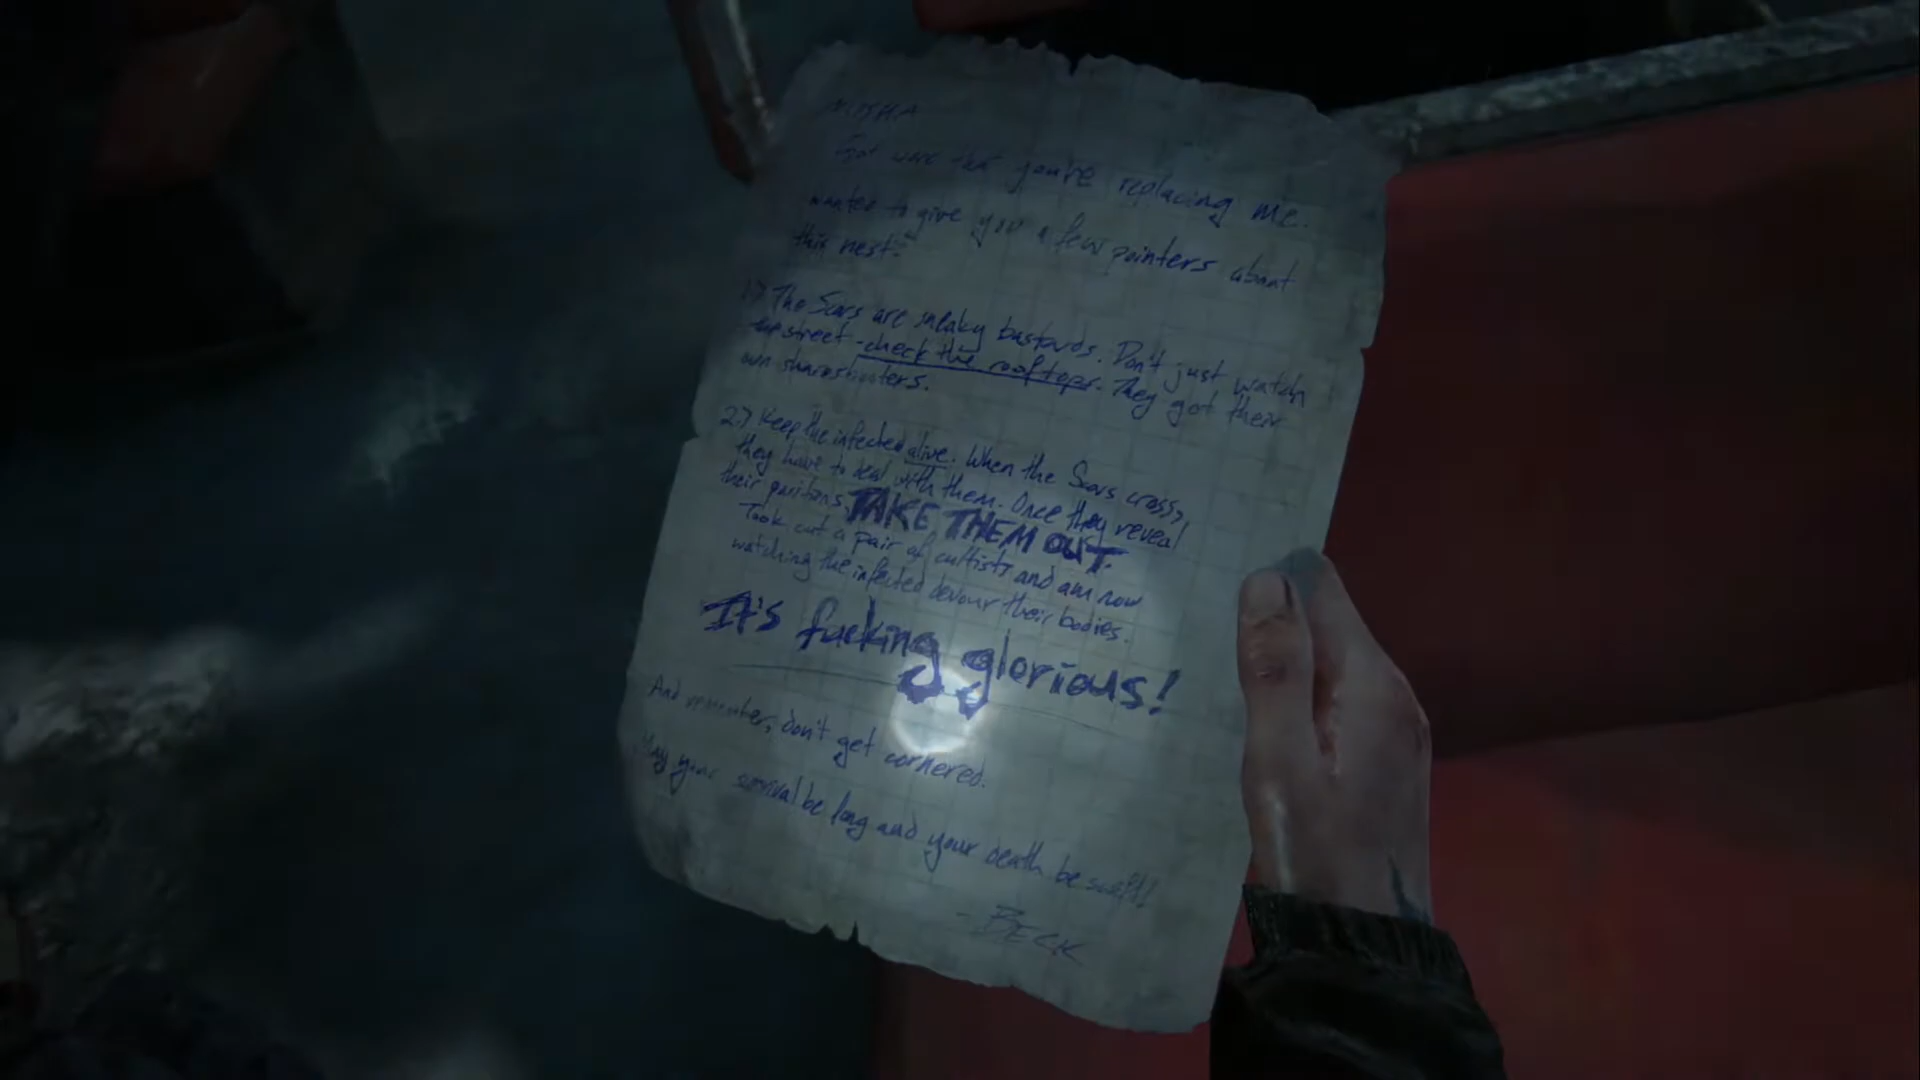 MISHA
Got word that you're replacing me.
wanted to give you a few pointers about
this nest:
1.) The Scars are sneaky bastards. Don't just watch
the street - check the rooftops. They got their
own sharpshooters.
2.) Keep the infected alive. When the Scars cross,
they have to deal with them. Once they reveal
their positions, TAKE THEM OUT.
Took out a pair of cultists and am now
watching the infected devour their bodies.
It's fucking glorious!
And remember, don't get cornered.
May your survival be long and your death be swift!
- BECK